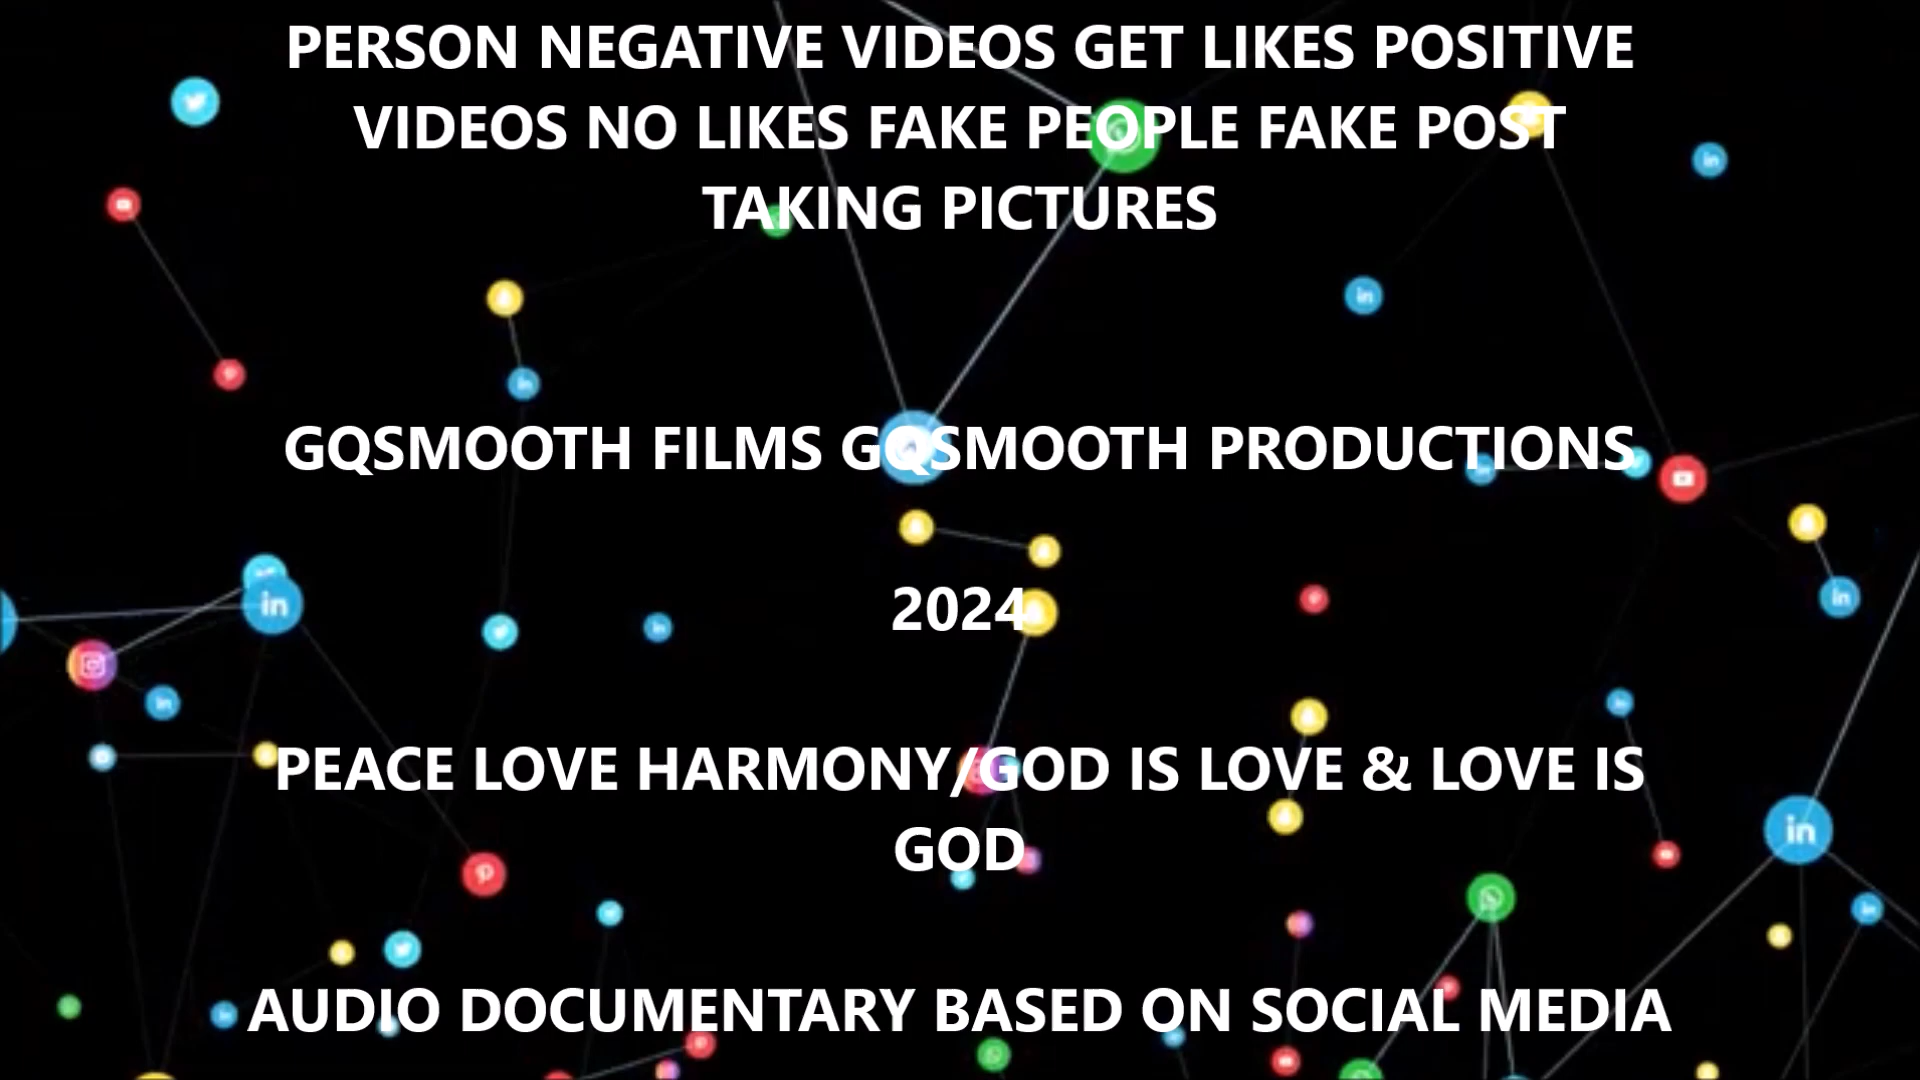 PERSON NEGATIVE VIDEOS GET LIKES POSITIVE
VIDEOS NO LIKES FAKE PEOPLE FAKE POST
TAKING PICTURES
GQSMOOTH FILMS GQSMOOTH PRODUCTIONS
2024
PEACE LOVE HARMONY/GOD IS LOVE & LOVE IS
GOD
AUDIO DOCUMENTARY BASED ON SOCIAL MEDIA